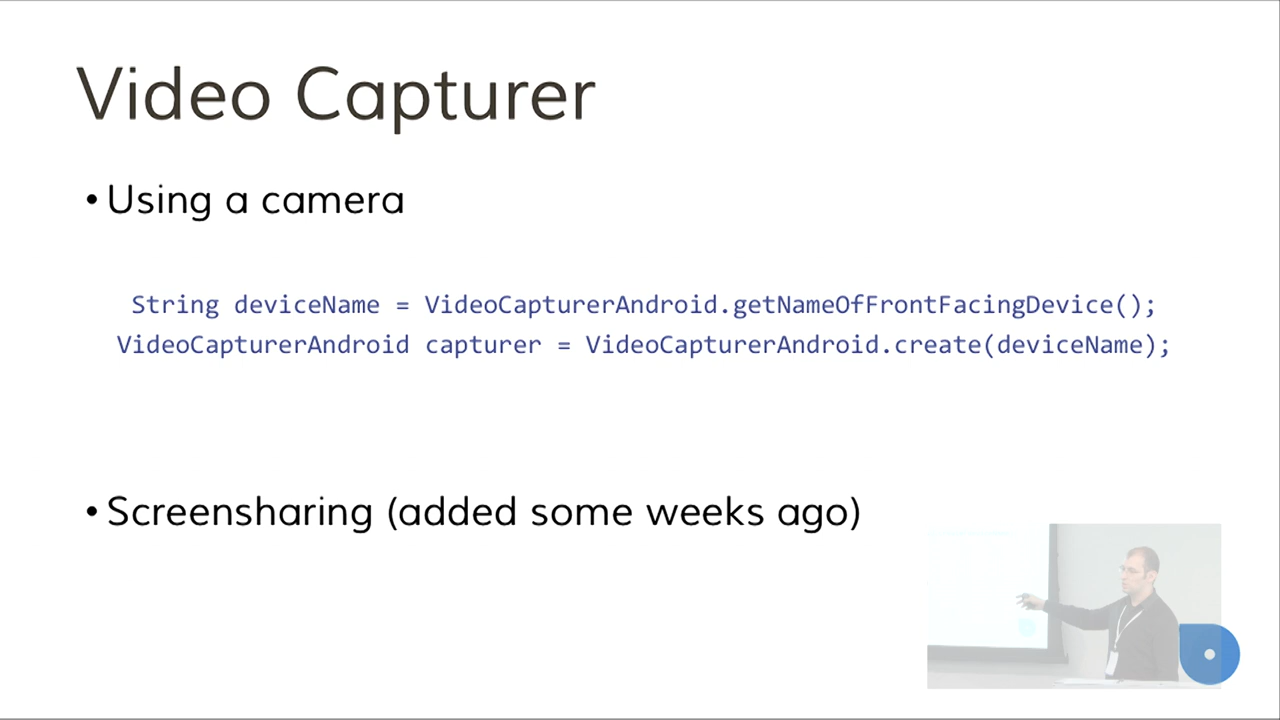 Video Capturer
• Using a camera
String deviceName = VideoCapturerAndroid.getNameOfFrontFacingDevice();
VideoCapturerAndroid capturer = VideoCapturerAndroid.create(deviceName);
• Screensharing (added some weeks ago)